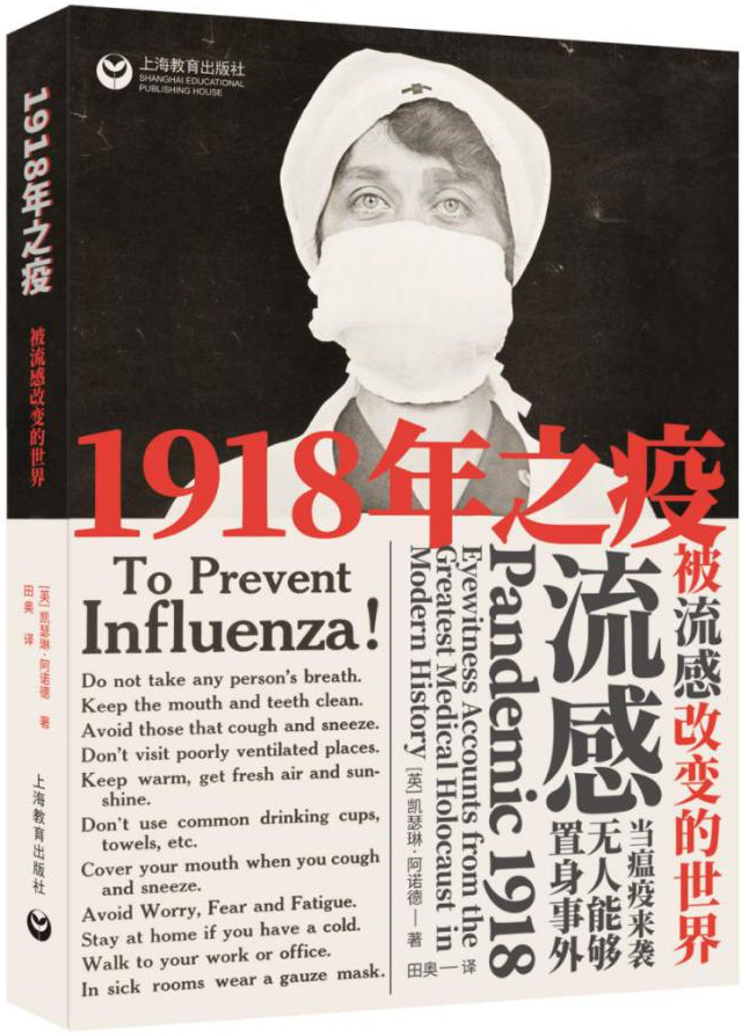 上海教育出版社
SHANGHAI EDUCATIONAL
PUBLISHING HOUSE
1918年之疫
被流感改变的世界
流感
当瘟疫来袭
无人能够
置身事外
Pandemic 1918
Eyewitness Accounts from the
Greatest Medical Holocaust in
Modern History
[英]凯瑟琳·阿诺德—著
田奥—译
To Prevent
Influenza!
Do not take any person's breath.
Keep the mouth and teeth clean.
Avoid those that cough and sneeze.
Don't visit poorly ventilated places.
Keep warm, get fresh air and sun-
shine.
Don't use common drinking cups,
towels, etc.
Cover your mouth when you cough
and sneeze.
Avoid Worry, Fear and Fatigue.
Stay at home if you have a cold.
Walk to your work or office.
In sick rooms wear a gauze mask.
1918年之疫
被流感改变的世界
[英]凯瑟琳·阿诺德 著
田奥 译
上海教育出版社